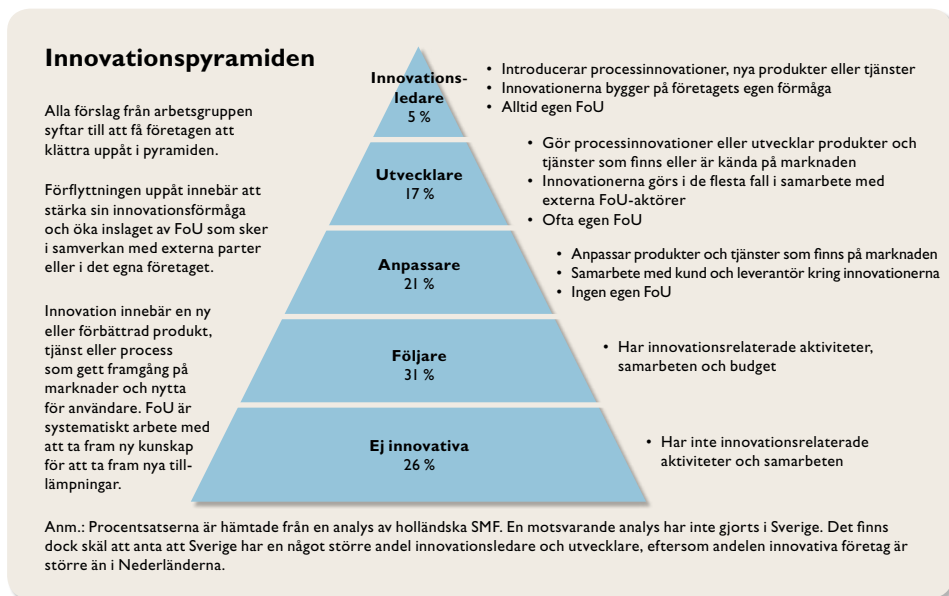 Innovationspyramiden
Alla förslag från arbetsgruppen
syftar till att få företagen att
klättra uppåt i pyramiden.
Förflyttningen uppåt innebär att
stärka sin innovationsförmåga
och öka inslaget av FoU som sker
i samverkan med externa parter
eller i det egna företaget.
Innovation innebär en ny
eller förbättrad produkt,
tjänst eller process
som gett framgång på
marknader och nytta
för användare. FoU är
systematiskt arbete med
att ta fram ny kunskap
för att ta fram nya till-
lämpningar.
Innovations-
ledare
5 %
• Introducerar processinnovationer, nya produkter eller tjänster
• Innovationerna bygger på företagets egen förmåga
• Alltid egen FoU
Utvecklare
17 %
• Gör processinnovationer eller utvecklar produkter och
tjänster som finns eller är kända på marknaden
• Innovationerna görs i de flesta fall i samarbete med
externa FoU-aktörer
• Ofta egen FoU
Anpassare
21 %
• Anpassar produkter och tjänster som finns på marknaden
• Samarbete med kund och leverantör kring innovationerna
• Ingen egen FoU
Följare
31 %
• Har innovationsrelaterade aktiviteter,
samarbeten och budget
Ej innovativa
26 %
• Har inte innovationsrelaterade
aktiviteter och samarbeten
Anm.: Procentsatserna är hämtade från en analys av holländska SMF. En motsvarande analys har inte gjorts i Sverige. Det finns
dock skäl att anta att Sverige har en något större andel innovationsledare och utvecklare, eftersom andelen innovativa företag är
större än i Nederländerna.